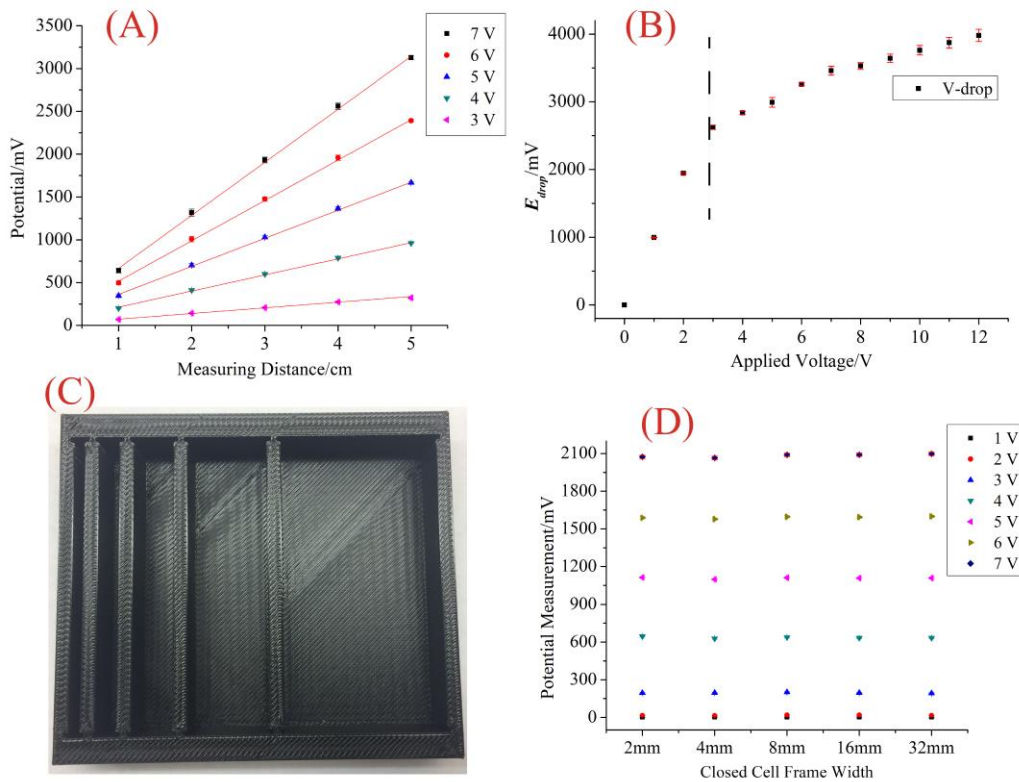 (A)
3500
3000
2500
2000
1500
1000
500
0
Potential/mV
1 2 3 4 5
Measuring Distance/cm
7 V
6 V
5 V
4 V
3 V
(B)
4000
3000
2000
1000
0
E_drop/mV
0 2 4 6 8 10 12
Applied Voltage/V
V-drop
(C)
(D)
2100
1800
1500
1200
900
600
300
0
Potential Measurement/mV
2mm 4mm 8mm 16mm 32mm
Closed Cell Frame Width
1 V
2 V
3 V
4 V
5 V
6 V
7 V